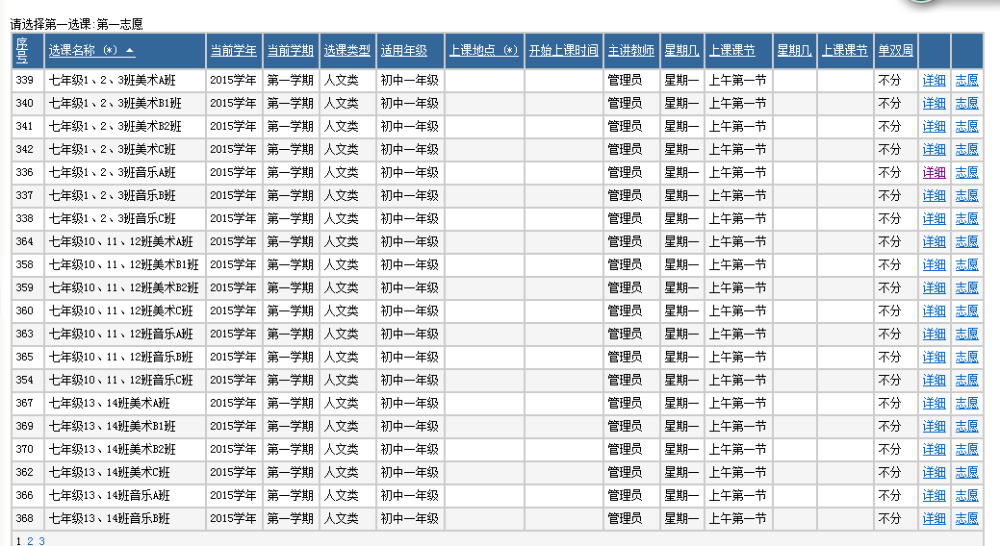 请选择第一选课:第一志愿
序号 选课名称 (*) 当前学年 当前学期 选课类型 适用年级 上课地点 (*) 开始上课时间 主讲教师 星期几 上课课节 星期几 上课课节 单双周
339 七年级1、2、3班美术A班 2015学年 第一学期 人文类 初中一年级 管理员 星期一 上午第一节 不分 详细 志愿
340 七年级1、2、3班美术B1班 2015学年 第一学期 人文类 初中一年级 管理员 星期一 上午第一节 不分 详细 志愿
341 七年级1、2、3班美术B2班 2015学年 第一学期 人文类 初中一年级 管理员 星期一 上午第一节 不分 详细 志愿
342 七年级1、2、3班美术C班 2015学年 第一学期 人文类 初中一年级 管理员 星期一 上午第一节 不分 详细 志愿
336 七年级1、2、3班音乐A班 2015学年 第一学期 人文类 初中一年级 管理员 星期一 上午第一节 不分 详细 志愿
337 七年级1、2、3班音乐B班 2015学年 第一学期 人文类 初中一年级 管理员 星期一 上午第一节 不分 详细 志愿
338 七年级1、2、3班音乐C班 2015学年 第一学期 人文类 初中一年级 管理员 星期一 上午第一节 不分 详细 志愿
364 七年级10、11、12班美术A班 2015学年 第一学期 人文类 初中一年级 管理员 星期一 上午第一节 不分 详细 志愿
358 七年级10、11、12班美术B1班 2015学年 第一学期 人文类 初中一年级 管理员 星期一 上午第一节 不分 详细 志愿
359 七年级10、11、12班美术B2班 2015学年 第一学期 人文类 初中一年级 管理员 星期一 上午第一节 不分 详细 志愿
360 七年级10、11、12班美术C班 2015学年 第一学期 人文类 初中一年级 管理员 星期一 上午第一节 不分 详细 志愿
363 七年级10、11、12班音乐A班 2015学年 第一学期 人文类 初中一年级 管理员 星期一 上午第一节 不分 详细 志愿
365 七年级10、11、12班音乐B班 2015学年 第一学期 人文类 初中一年级 管理员 星期一 上午第一节 不分 详细 志愿
354 七年级10、11、12班音乐C班 2015学年 第一学期 人文类 初中一年级 管理员 星期一 上午第一节 不分 详细 志愿
367 七年级13、14班美术A班 2015学年 第一学期 人文类 初中一年级 管理员 星期一 上午第一节 不分 详细 志愿
369 七年级13、14班美术B1班 2015学年 第一学期 人文类 初中一年级 管理员 星期一 上午第一节 不分 详细 志愿
370 七年级13、14班美术B2班 2015学年 第一学期 人文类 初中一年级 管理员 星期一 上午第一节 不分 详细 志愿
362 七年级13、14班美术C班 2015学年 第一学期 人文类 初中一年级 管理员 星期一 上午第一节 不分 详细 志愿
366 七年级13、14班音乐A班 2015学年 第一学期 人文类 初中一年级 管理员 星期一 上午第一节 不分 详细 志愿
368 七年级13、14班音乐B班 2015学年 第一学期 人文类 初中一年级 管理员 星期一 上午第一节 不分 详细 志愿
1 2 3